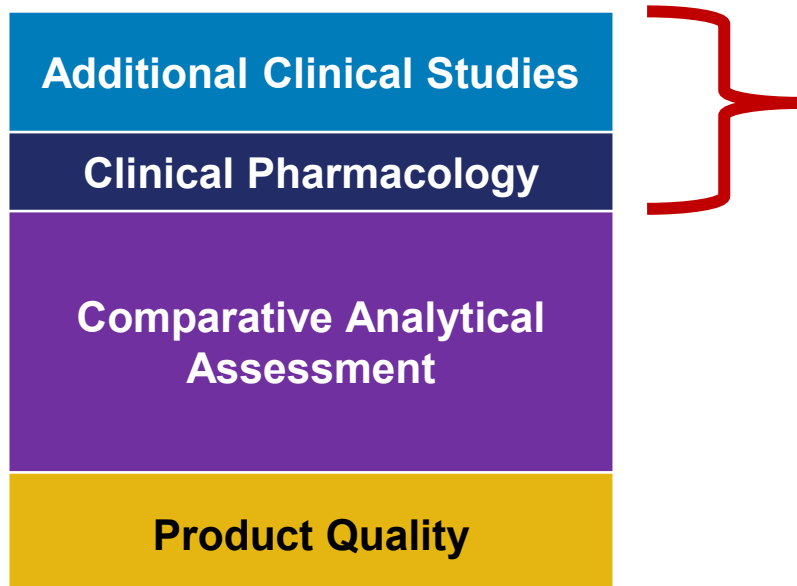 Additional Clinical Studies
Clinical Pharmacology
Comparative Analytical
Assessment
Product Quality